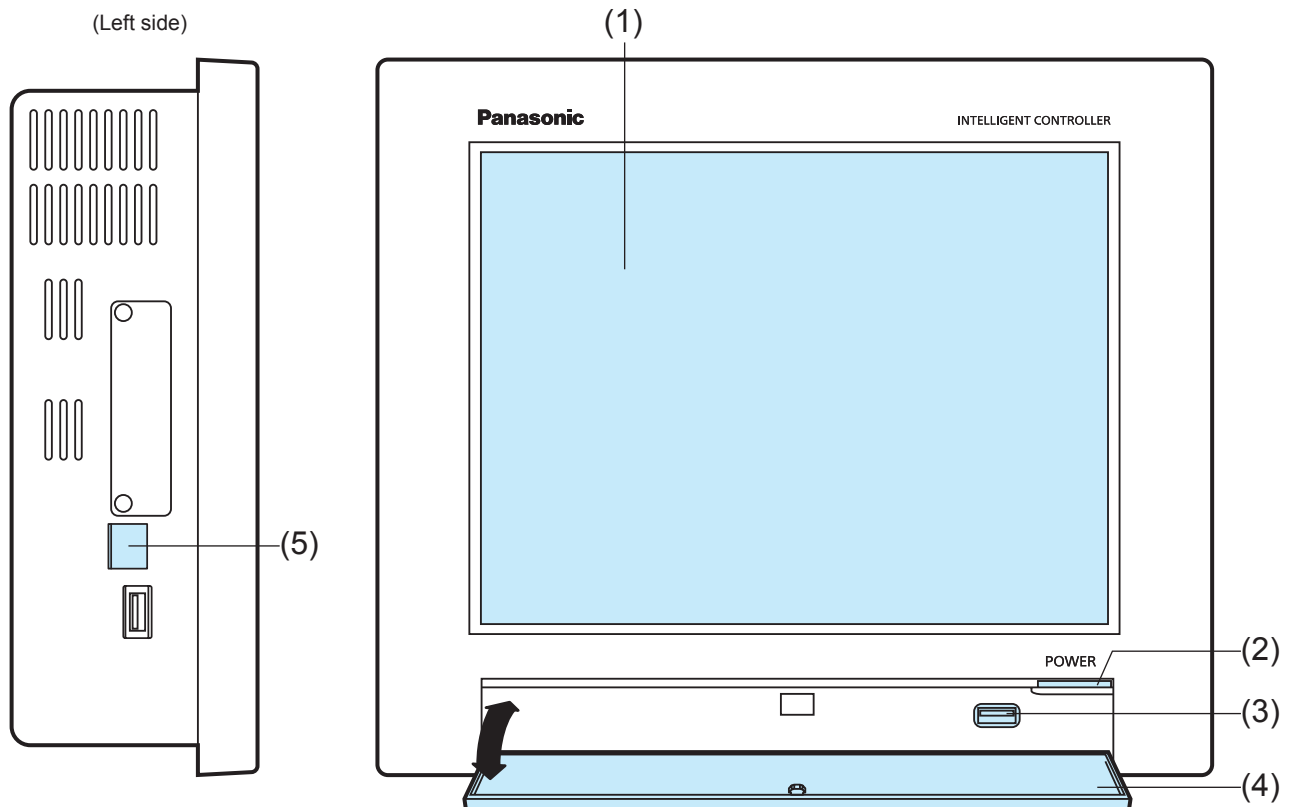 (Left side)
(1)
Panasonic
INTELLIGENT CONTROLLER
(5)
POWER
(2)
(3)
(4)